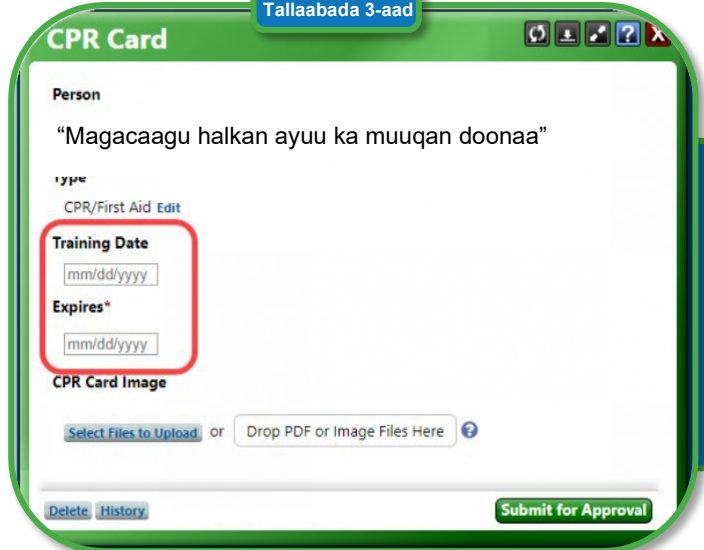 Tallaabada 3-aad
CPR Card
Person
“Magacaagu halkan ayuu ka muuqan doonaa”
Type
CPR/First Aid Edit
Training Date
mm/dd/yyyy
Expires*
mm/dd/yyyy
CPR Card Image
Select Files to Upload or Drop PDF or Image Files Here ?
Delete History Submit for Approval